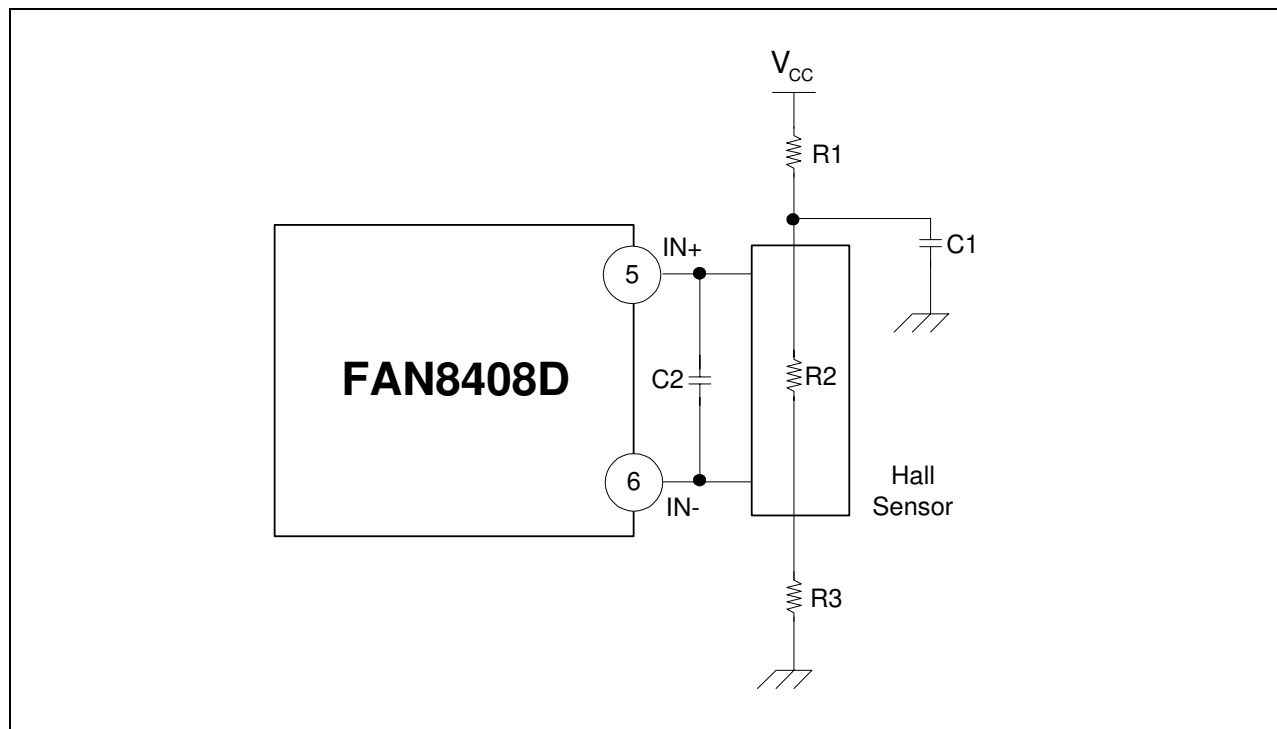 VCC
R1
C1
IN+
5
FAN8408D
C2
R2
6
IN-
Hall
Sensor
R3